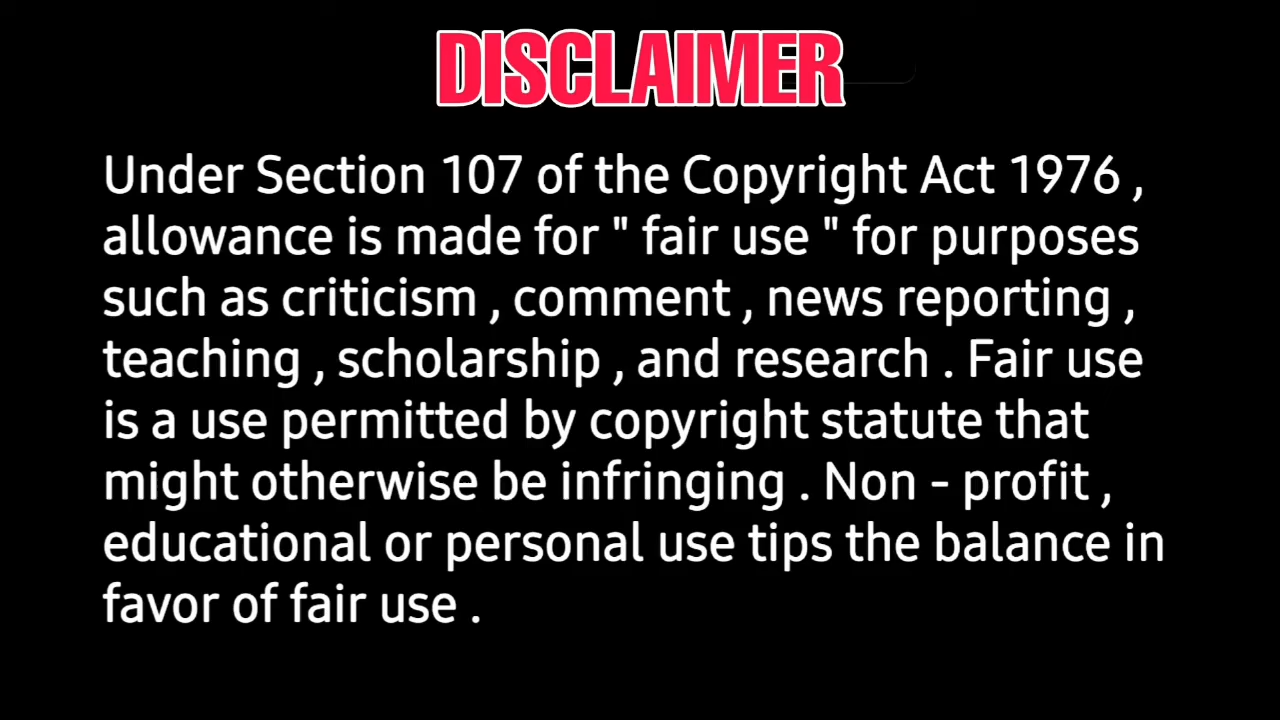 DISCLAIMER
Under Section 107 of the Copyright Act 1976 ,
allowance is made for " fair use " for purposes
such as criticism , comment , news reporting ,
teaching , scholarship , and research . Fair use
is a use permitted by copyright statute that
might otherwise be infringing . Non - profit ,
educational or personal use tips the balance in
favor of fair use .